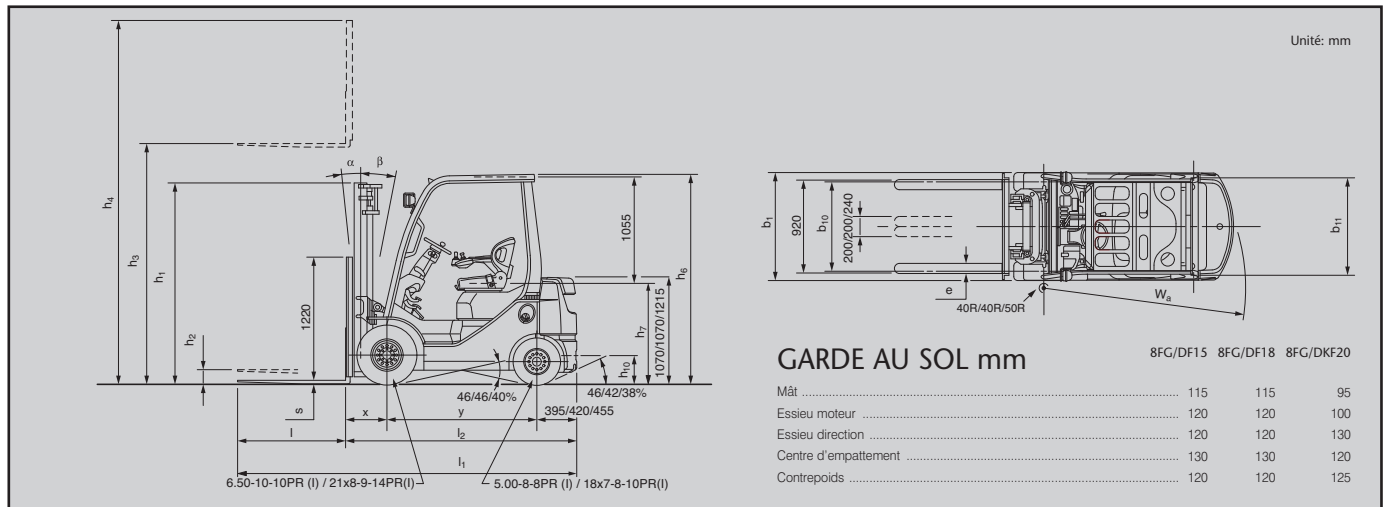 Unité: mm
h4
h3
h1
h2
1220
s
α
β
1055
h6
h7
1070/1070/1215
h10
46/46/40%
46/42/38%
395/420/455
x
y
l
l2
l1
6.50-10-10PR (I) / 21x8-9-14PR(I)
5.00-8-8PR (I) / 18x7-8-10PR(I)
b1
920
b10
200/200/240
e
40R/40R/50R
Wa
b11
GARDE AU SOL mm 8FG/DF15 8FG/DF18 8FG/DKF20
Mât 115 115 95
Essieu moteur 120 120 100
Essieu direction 120 120 130
Centre d'empattement 130 130 120
Contrepoids 120 120 125